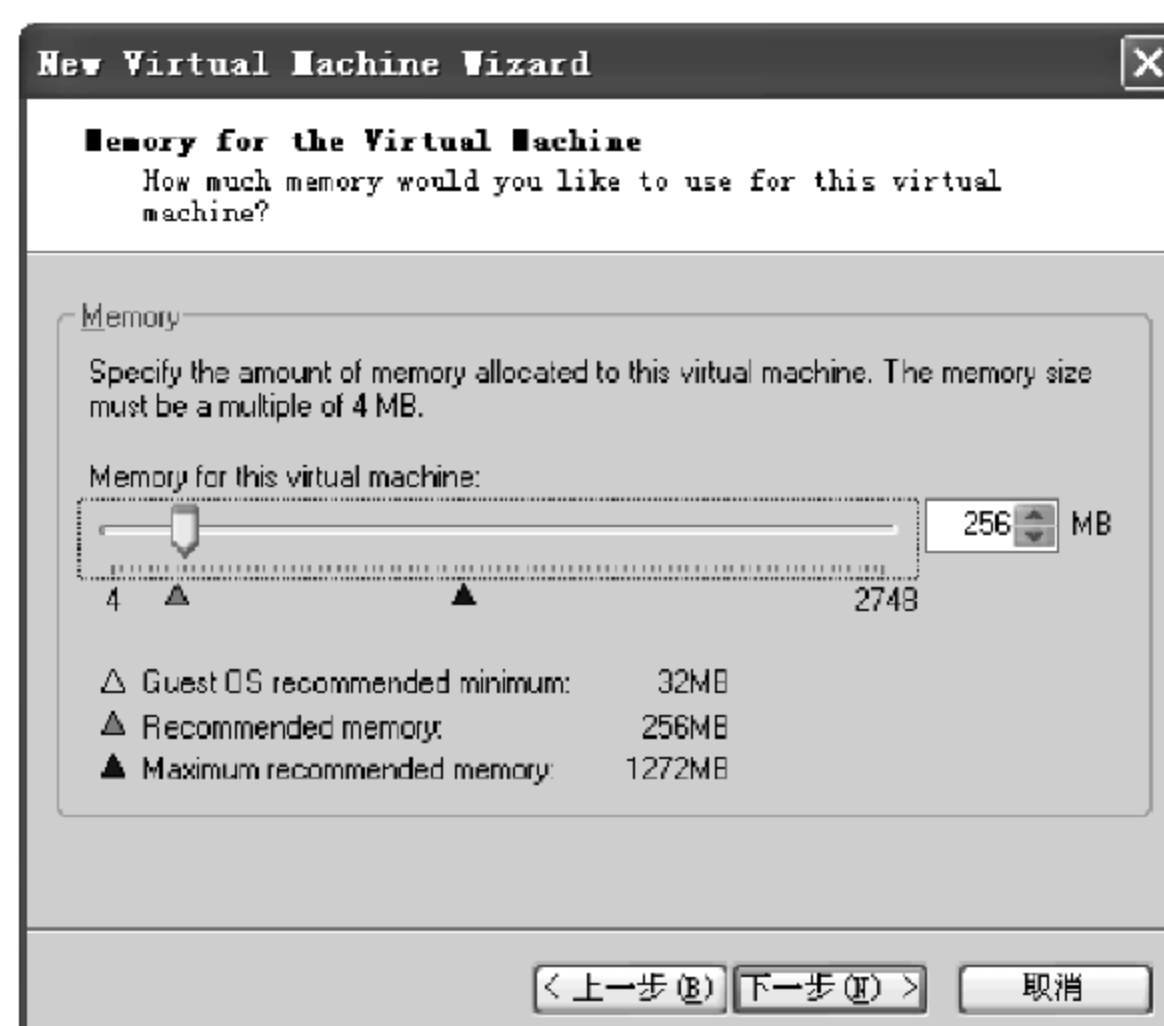 New Virtual Machine Wizard
Memory for the Virtual Machine
How much memory would you like to use for this virtual
machine?
Memory
Specify the amount of memory allocated to this virtual machine. The memory size
must be a multiple of 4 MB.
Memory for this virtual machine:
256 MB
4 2748
Guest OS recommended minimum: 32MB
Recommended memory: 256MB
Maximum recommended memory: 1272MB
< 上一步(B) 下一步(N) > 取消